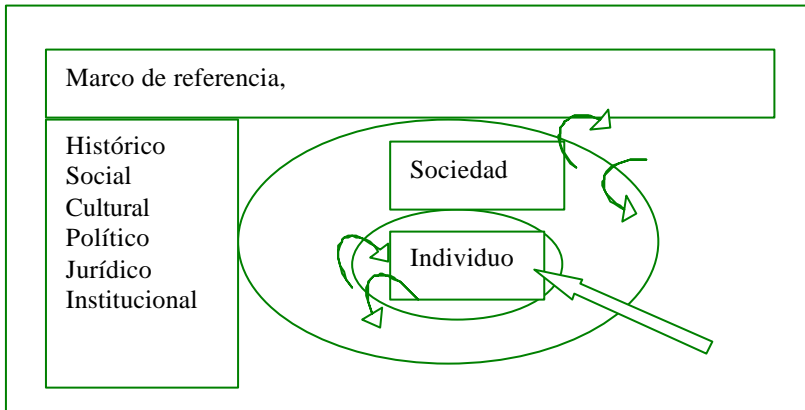 Marco de referencia,
Histórico
Social
Cultural
Político
Jurídico
Institucional
Sociedad
Individuo